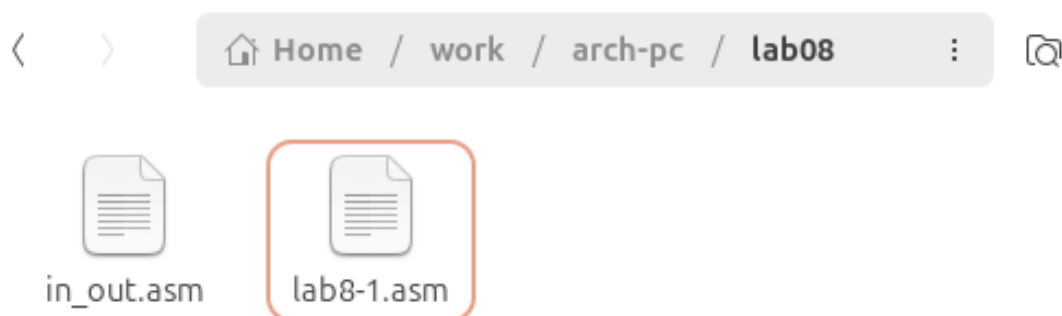 Home / work / arch-pc / lab08
in_out.asm lab8-1.asm